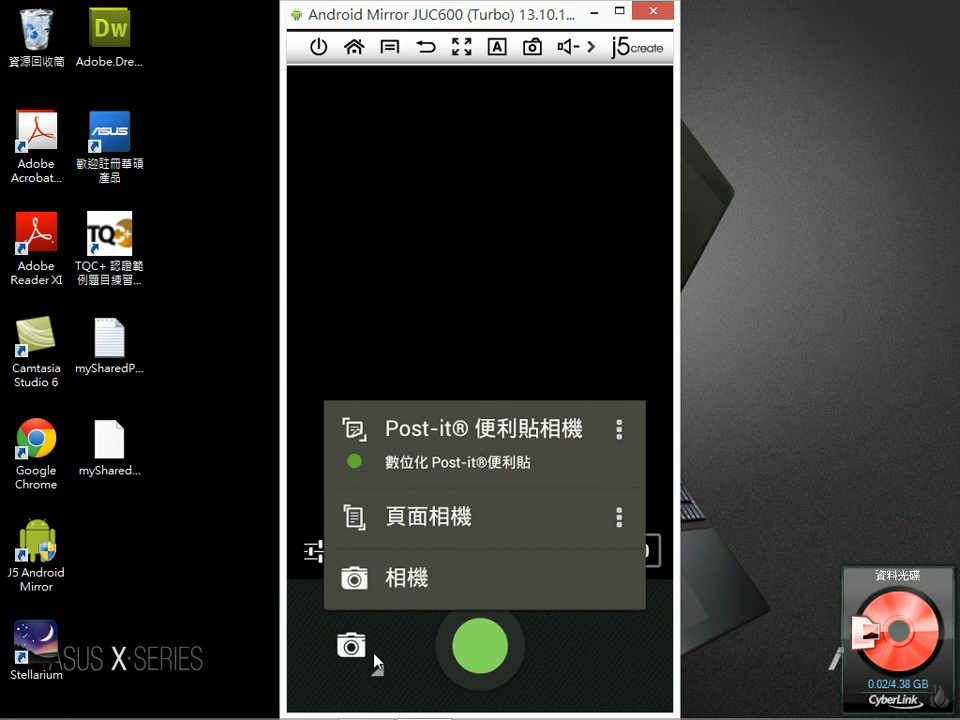 Android Mirror JUC600 (Turbo) 13.10.1...
j5create
資源回收筒
Dw
Adobe.Dre...
Adobe
Acrobat...
ASUS
歡迎註冊華碩
產品
Adobe
Reader XI
TQC+
TQC+ 認證範
例題目練習...
Camtasia
Studio 6
mySharedP...
Google
Chrome
myShared...
J5 Android
Mirror
Stellarium
ASUS X-SERIES
Post-it® 便利貼相機
數位化 Post-it®便利貼
頁面相機
相機
資料光碟
0.02/4.38 GB
CyberLink